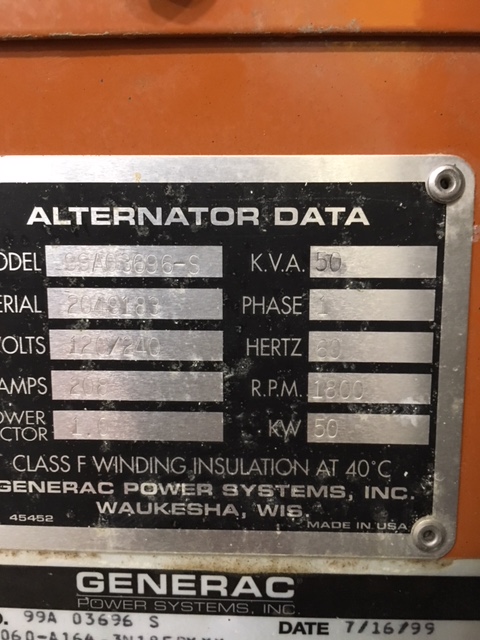 ALTERNATOR DATA
ODEL 99A03696-S K.V.A. 50
ERIAL PHASE 1
OLTS 120/240 HERTZ 60
AMPS R.P.M. 1800
OWER
CTOR KW 50
CLASS F WINDING INSULATION AT 40°C
GENERAC POWER SYSTEMS, INC.
WAUKESHA, WIS.
45452 MADE IN USA
GENERAC
POWER SYSTEMS, INC.
O. 99A 03696 S DATE 7/16/99